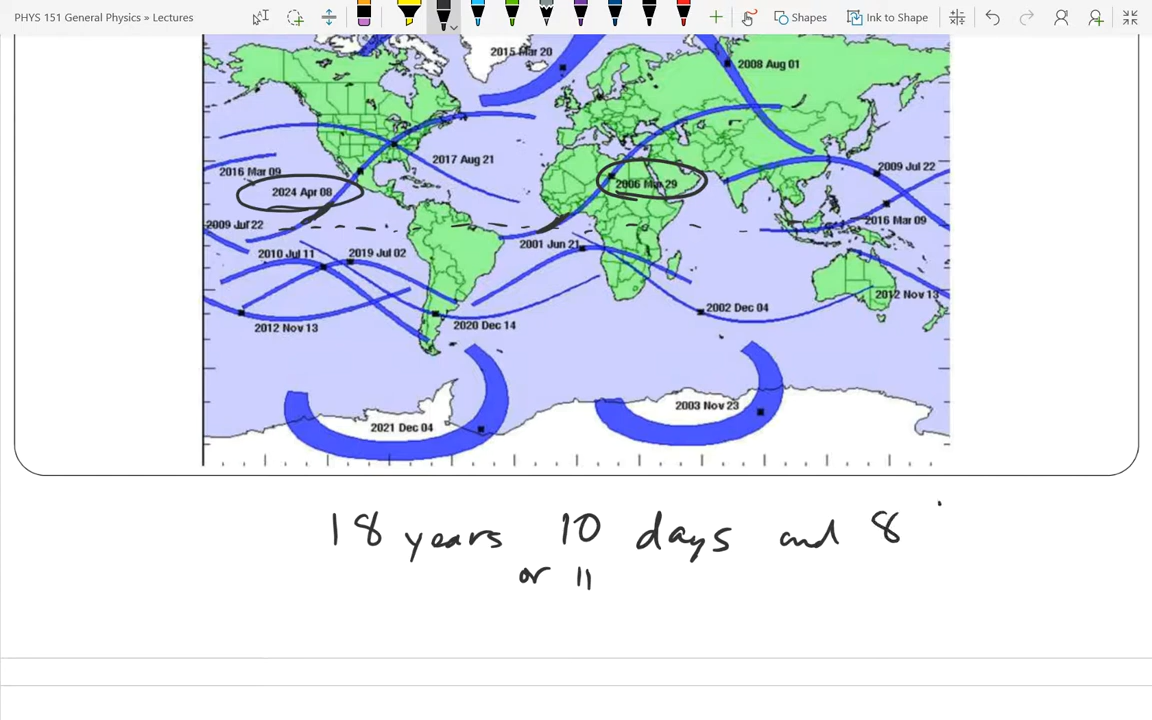 PHYS 151 General Physics » Lectures
Shapes
Ink to Shape
2015 Mar 20
2008 Aug 01
2017 Aug 21
2009 Jul 22
2016 Mar 09
2024 Apr 08
2006 Mar 29
2016 Mar 09
2009 Jul 22
2001 Jun 21
2010 Jul 11
2019 Jul 02
2012 Nov 13
2002 Dec 04
2012 Nov 13
2020 Dec 14
2003 Nov 23
2021 Dec 04
18 years 10 days and 8
or 11